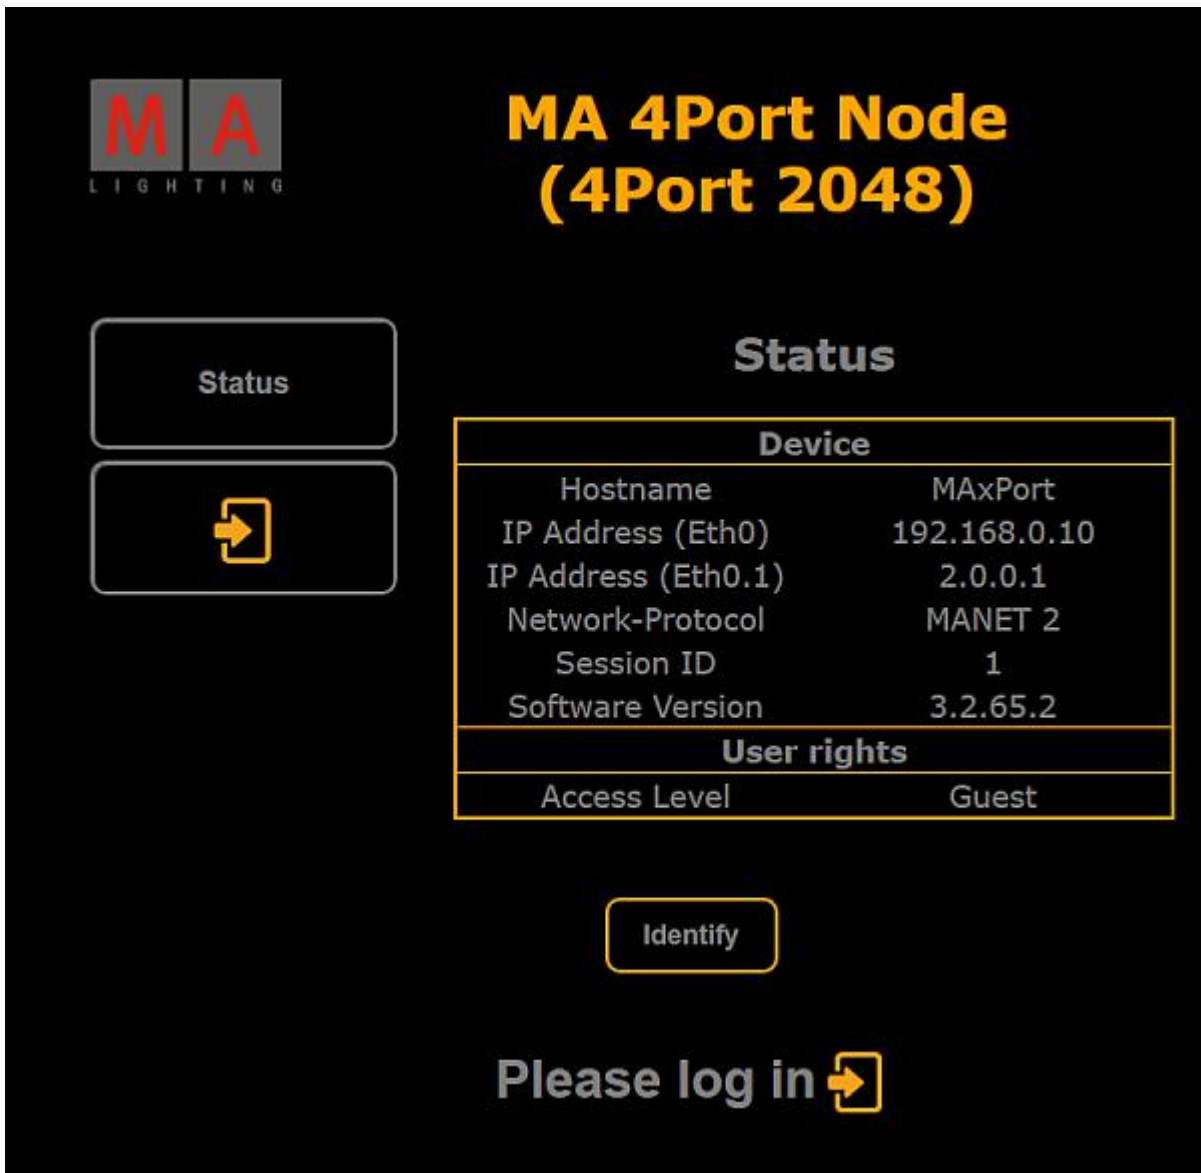 MA
LIGHTING
MA 4Port Node
(4Port 2048)
Status
Status
Device
Hostname MAxPort
IP Address (Eth0) 192.168.0.10
IP Address (Eth0.1) 2.0.0.1
Network-Protocol MANET 2
Session ID 1
Software Version 3.2.65.2
User rights
Access Level Guest
Identify
Please log in